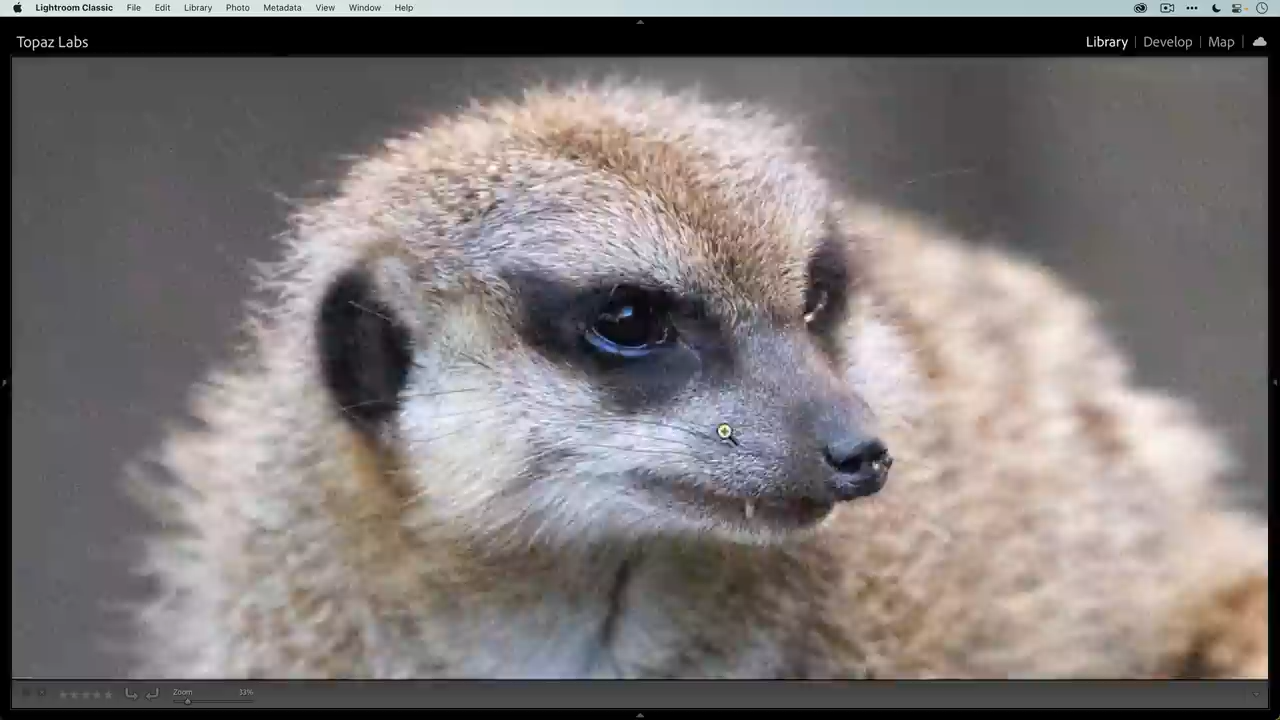 Lightroom Classic File Edit Library Photo Metadata View Window Help
Topaz Labs
Library | Develop | Map
Zoom 33%